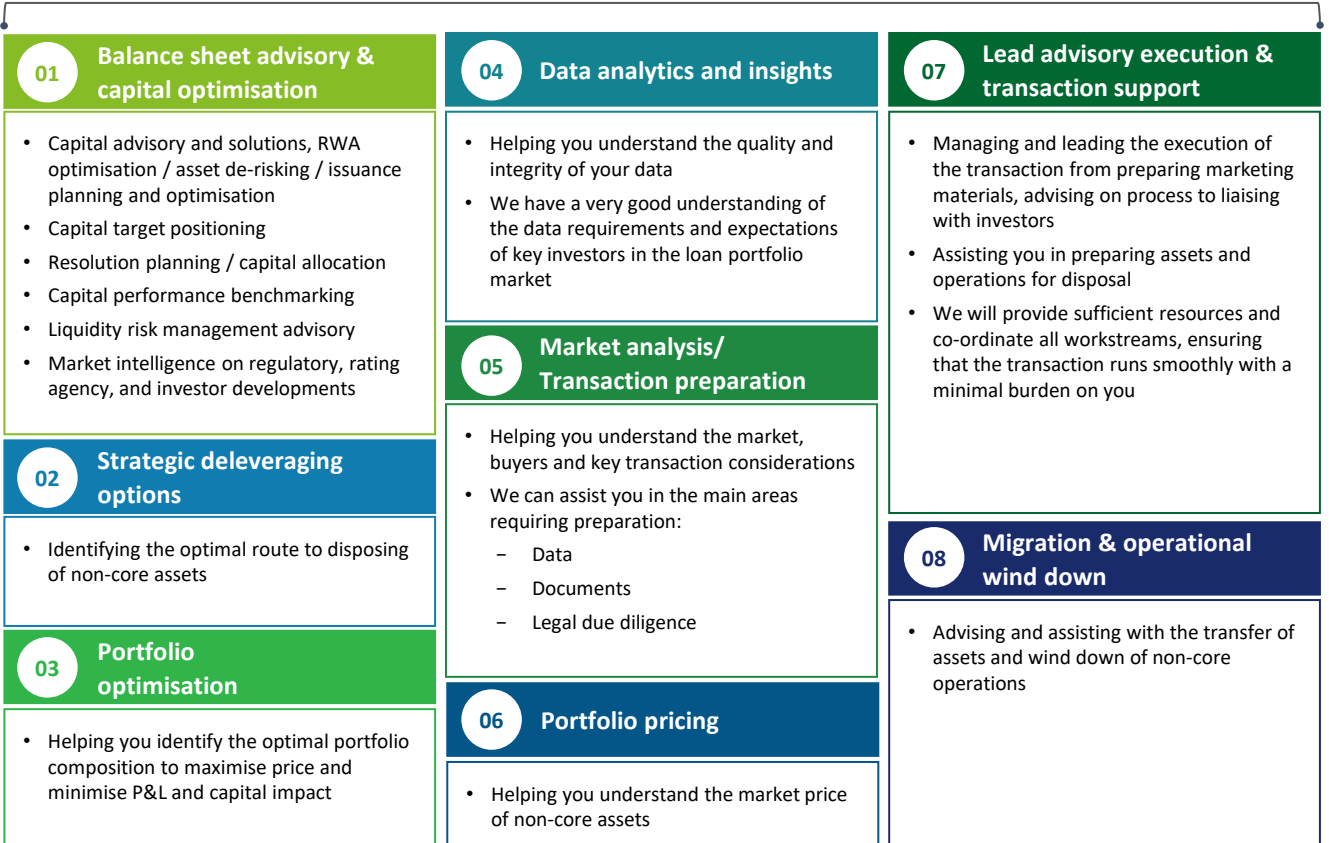 01
Balance sheet advisory &
capital optimisation
• Capital advisory and solutions, RWA
optimisation / asset de-risking / issuance
planning and optimisation
• Capital target positioning
• Resolution planning / capital allocation
• Capital performance benchmarking
• Liquidity risk management advisory
• Market intelligence on regulatory, rating
agency, and investor developments
02
Strategic deleveraging
options
• Identifying the optimal route to disposing
of non-core assets
03
Portfolio
optimisation
• Helping you identify the optimal portfolio
composition to maximise price and
minimise P&L and capital impact
04
Data analytics and insights
• Helping you understand the quality and
integrity of your data
• We have a very good understanding of
the data requirements and expectations
of key investors in the loan portfolio
market
05
Market analysis/
Transaction preparation
• Helping you understand the market,
buyers and key transaction considerations
• We can assist you in the main areas
requiring preparation:
– Data
– Documents
– Legal due diligence
06
Portfolio pricing
• Helping you understand the market price
of non-core assets
07
Lead advisory execution &
transaction support
• Managing and leading the execution of
the transaction from preparing marketing
materials, advising on process to liaising
with investors
• Assisting you in preparing assets and
operations for disposal
• We will provide sufficient resources and
co-ordinate all workstreams, ensuring
that the transaction runs smoothly with a
minimal burden on you
08
Migration & operational
wind down
• Advising and assisting with the transfer of
assets and wind down of non-core
operations